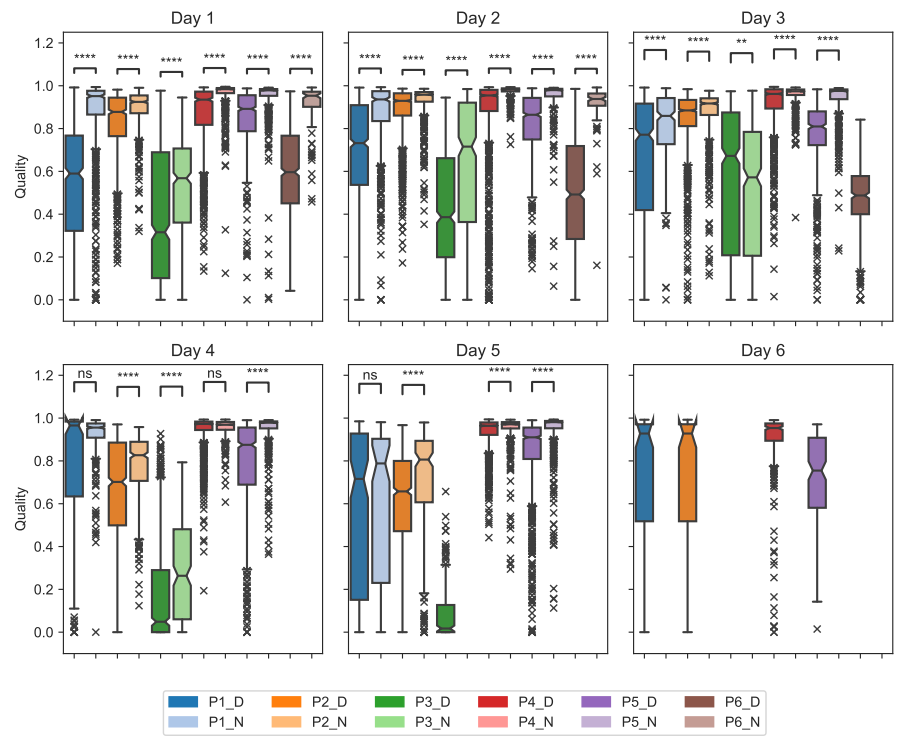 Day 1 Day 2 Day 3
1.2
1.0
0.8
0.6
0.4
0.2
0.0
Quality
**** **** **** **** **** ****
**** **** **** **** **** ****
**** **** ** **** ****
Day 4 Day 5 Day 6
1.2
1.0
0.8
0.6
0.4
0.2
0.0
Quality
ns **** **** ns ****
ns **** **** ****
P1_D P2_D P3_D P4_D P5_D P6_D
P1_N P2_N P3_N P4_N P5_N P6_N